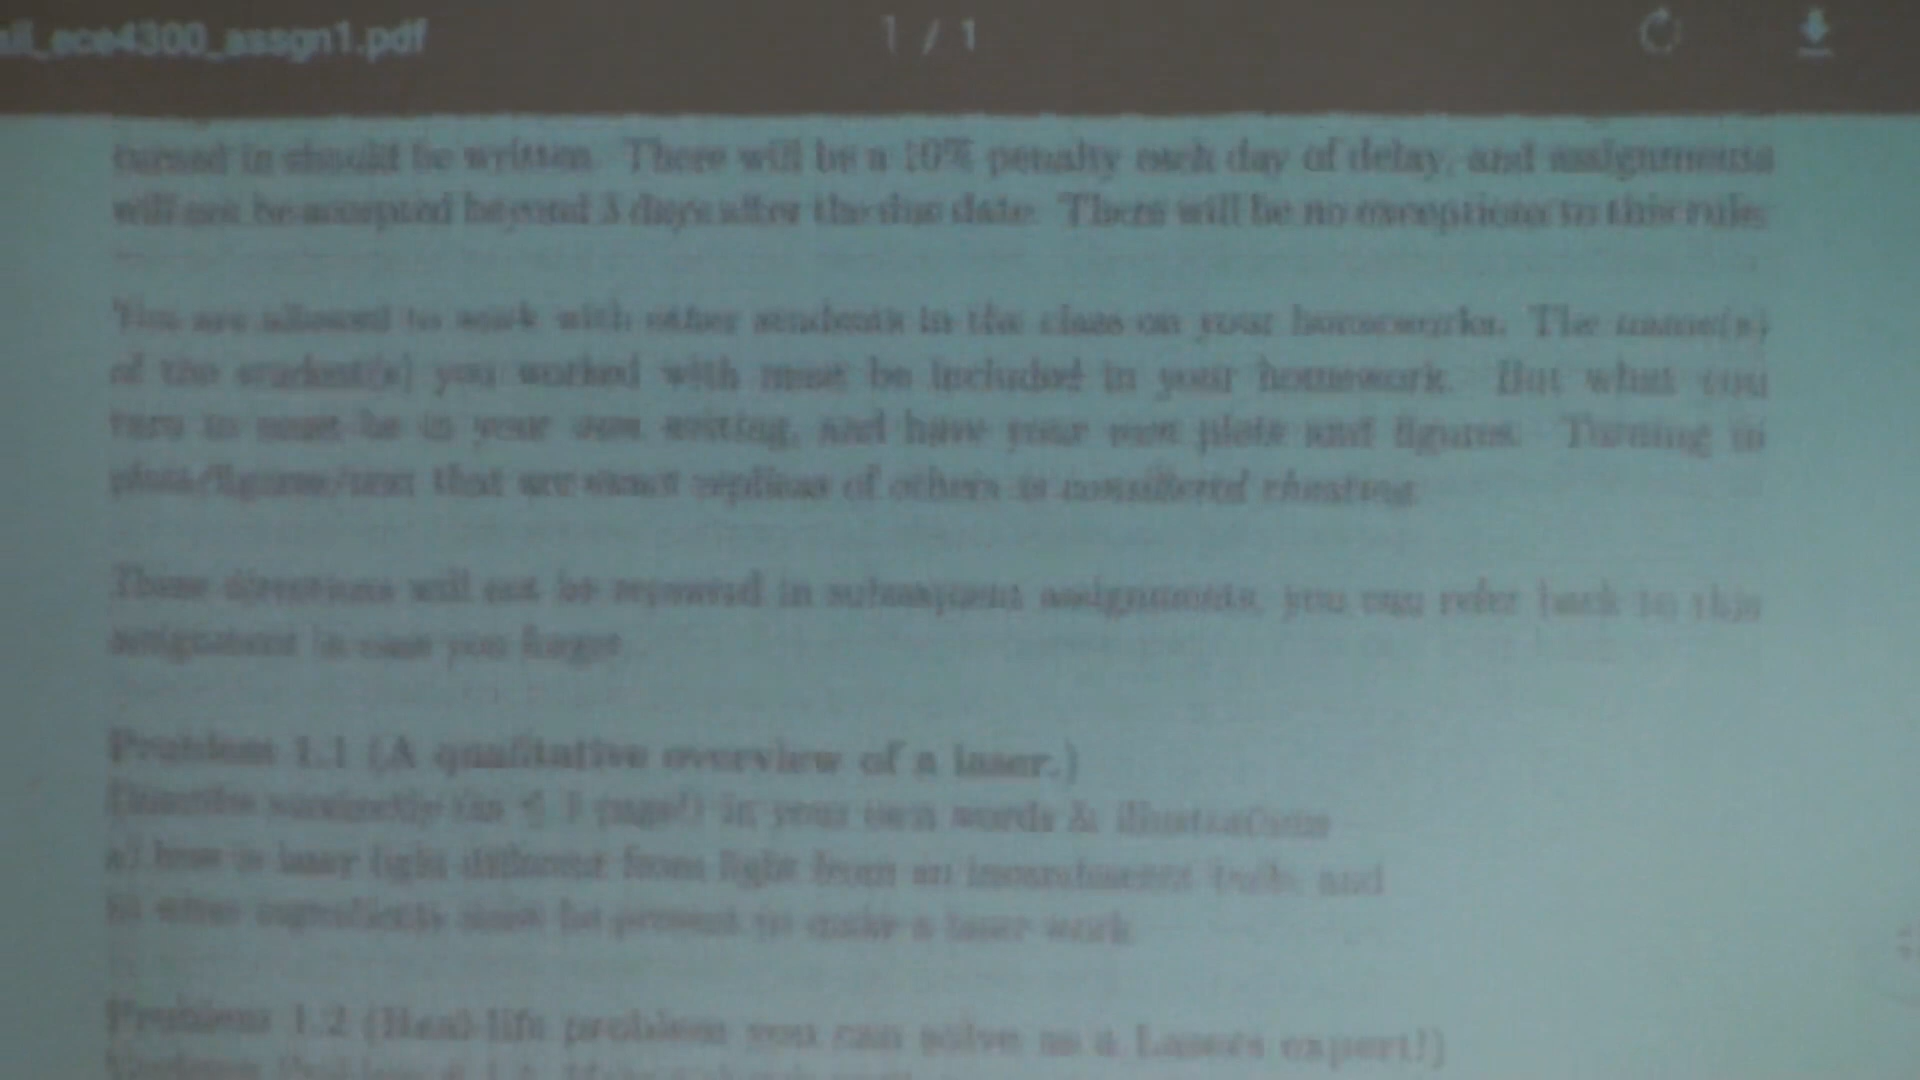 ece4300_assgn1.pdf
1 / 1
turned in should be written. There will be a 10% penalty each day of delay, and assignments
will not be accepted beyond 3 days after the due date. There will be no exceptions to this rule.
You are allowed to work with other students in the class on your homeworks. The name(s)
of the student(s) you worked with must be included in your homework. But what you
turn in must be in your own writing, and have your own plots and figures. Turning in
plots/figures/text that are exact replicas of others is considered cheating.
These directions will not be repeated in subsequent assignments, you can refer back to this
assignment in case you forget.
Problem 1.1 (A qualitative overview of a laser.)
Describe succinctly (in ≤ 1 page!) in your own words & illustrations
a) how is laser light different from light from an incandescent bulb, and
b) what ingredients must be present to make a laser work.
Problem 1.2 (Real-life problem you can solve as a Lasers expert!)